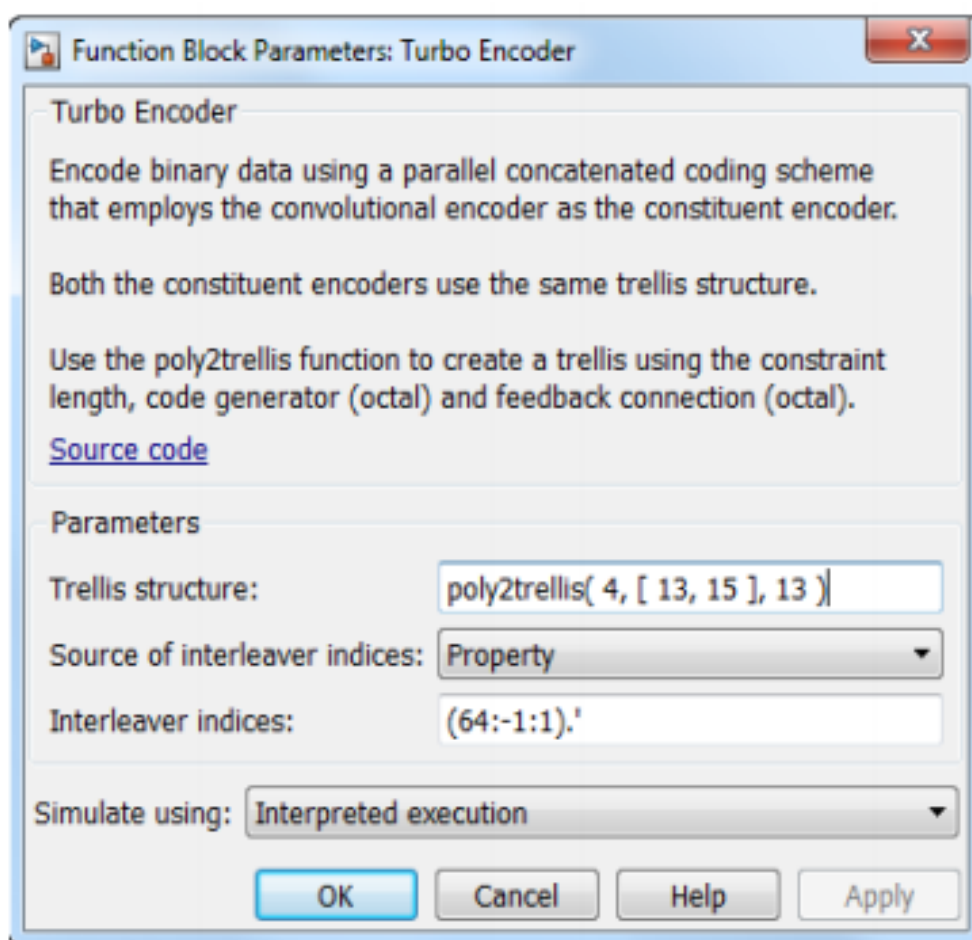 Function Block Parameters: Turbo Encoder
Turbo Encoder
Encode binary data using a parallel concatenated coding scheme
that employs the convolutional encoder as the constituent encoder.
Both the constituent encoders use the same trellis structure.
Use the poly2trellis function to create a trellis using the constraint
length, code generator (octal) and feedback connection (octal).
Source code
Parameters
Trellis structure: poly2trellis( 4, [ 13, 15 ], 13 )
Source of interleaver indices: Property
Interleaver indices: (64:-1:1).'
Simulate using: Interpreted execution
OK Cancel Help Apply